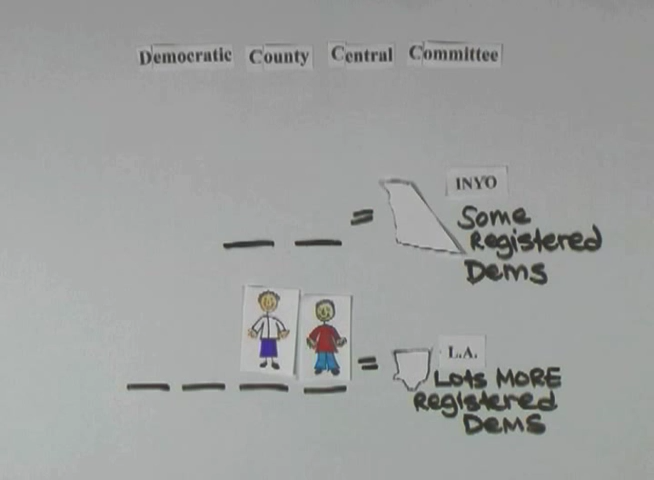 Democratic County Central Committee
INYO
= Some
Registered
Dems
L.A.
= Lots MORE
Registered
Dems